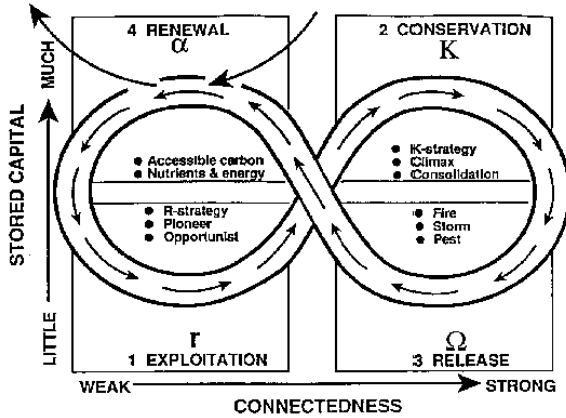 4 RENEWAL
α
2 CONSERVATION
K
STORED CAPITAL
MUCH
LITTLE
● Accessible carbon
● Nutrients & energy
● K-strategy
● Climax
● Consolidation
● R-strategy
● Pioneer
● Opportunist
● Fire
● Storm
● Pest
r
1 EXPLOITATION
Ω
3 RELEASE
WEAK
STRONG
CONNECTEDNESS